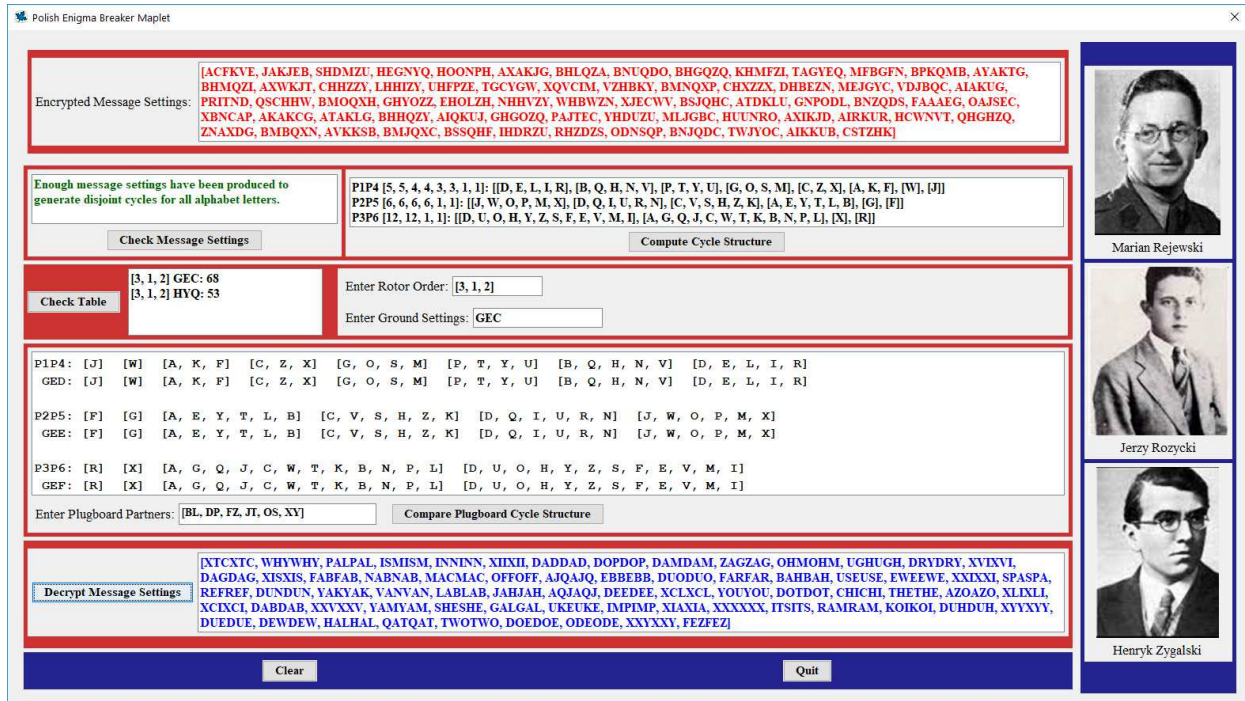 Polish Enigma Breaker Maplet
Encrypted Message Settings:
[ACFKVE, JAKJEB, SHDMZU, HEGNYQ, HOONPH, AXAKJG, BHLQZA, BNUQDO, BHGQZQ, KHMFZI, TAGYEQ, MFBGFN, BPKQMB, AYAKTG,
BHMQZI, AXWKJT, CHHZZY, LHHIZY, UHFPZE, TGCYGW, XQVCIM, VZHBKY, BMNQXP, CHXZZX, DHBEZN, MEJGYC, VDJBQC, AIAKUG,
PRITND, QSCHHW, BMOQXH, GHYOZZ, EHOLZH, NHHVZY, WHBWZN, XJECWV, BSJQHC, ATDKLU, GNPODL, BNZQDS, FAAAEG, OAJSEC,
XBNCAP, AKAKCG, ATAKLG, BHHQZY, AIQKUJ, GHGOZQ, PAJTEC, YHDUZU, MLJGBC, HUUNRO, AXIKJD, AIRKUR, HCWNVT, QHGHZQ,
ZNAXDG, BMBQXN, AVKKSB, BMJQXC, BSSQHF, IHDRZU, RHZDZS, ODNSQP, BNJQDC, TWJYOC, AIKKUB, CSTZHK]
Enough message settings have been produced to
generate disjoint cycles for all alphabet letters.
Check Message Settings
P1P4 [5, 5, 4, 4, 3, 3, 1, 1]: [[D, E, L, I, R], [B, Q, H, N, V], [P, T, Y, U], [G, O, S, M], [C, Z, X], [A, K, F], [W], [J]]
P2P5 [6, 6, 6, 6, 1, 1]: [[J, W, O, P, M, X], [D, Q, I, U, R, N], [C, V, S, H, Z, K], [A, E, Y, T, L, B], [G], [F]]
P3P6 [12, 12, 1, 1]: [[D, U, O, H, Y, Z, S, F, E, V, M, I], [A, G, Q, J, C, W, T, K, B, N, P, L], [X], [R]]
Compute Cycle Structure
Check Table
[3, 1, 2] GEC: 68
[3, 1, 2] HYQ: 53
Enter Rotor Order: [3, 1, 2]
Enter Ground Settings: GEC
P1P4: [J] [W] [A, K, F] [C, Z, X] [G, O, S, M] [P, T, Y, U] [B, Q, H, N, V] [D, E, L, I, R]
GED: [J] [W] [A, K, F] [C, Z, X] [G, O, S, M] [P, T, Y, U] [B, Q, H, N, V] [D, E, L, I, R]
P2P5: [F] [G] [A, E, Y, T, L, B] [C, V, S, H, Z, K] [D, Q, I, U, R, N] [J, W, O, P, M, X]
GEE: [F] [G] [A, E, Y, T, L, B] [C, V, S, H, Z, K] [D, Q, I, U, R, N] [J, W, O, P, M, X]
P3P6: [R] [X] [A, G, Q, J, C, W, T, K, B, N, P, L] [D, U, O, H, Y, Z, S, F, E, V, M, I]
GEF: [R] [X] [A, G, Q, J, C, W, T, K, B, N, P, L] [D, U, O, H, Y, Z, S, F, E, V, M, I]
Enter Plugboard Partners: [BL, DP, FZ, JT, OS, XY]
Compare Plugboard Cycle Structure
Decrypt Message Settings
[XTCXTC, WHYWHY, PALPAL, ISMISM, INNINN, XIIXII, DADDAD, DOPDOP, DAMDAM, ZAGZAG, OHMOHM, UGHUGH, DRYDRY, XVIXVI,
DAGDAG, XISXIS, FABFAB, NABNAB, MACMAC, OFFOFF, AJQAJQ, EBBEBB, DUODUO, FARFAR, BAHBAH, USEUSE, EWEEWE, XXIXXI, SPASPA,
REFREF, DUNDUN, YAKYAK, VANVAN, LABLAB, JAHJAH, AQJAQJ, DEEDEE, XCLXCL, YOUYOU, DOTDOT, CHICHI, THETHE, AZOAZO, XLIXLI,
XCIXCI, DABDAB, XXVXXV, YAMYAM, SHESHE, GALGAL, UKEUKE, IMPIMP, XIAXIA, XXXXXX, ITSITS, RAMRAM, KOIKOI, DUHDUH, XYYXYY,
DUEDUE, DEWDEW, HALHAL, QATQAT, TWOTWO, DOEDOE, ODEODE, XXYXXY, FEZFEZ]
Clear
Quit
Marian Rejewski
Jerzy Rozycki
Henryk Zygalski